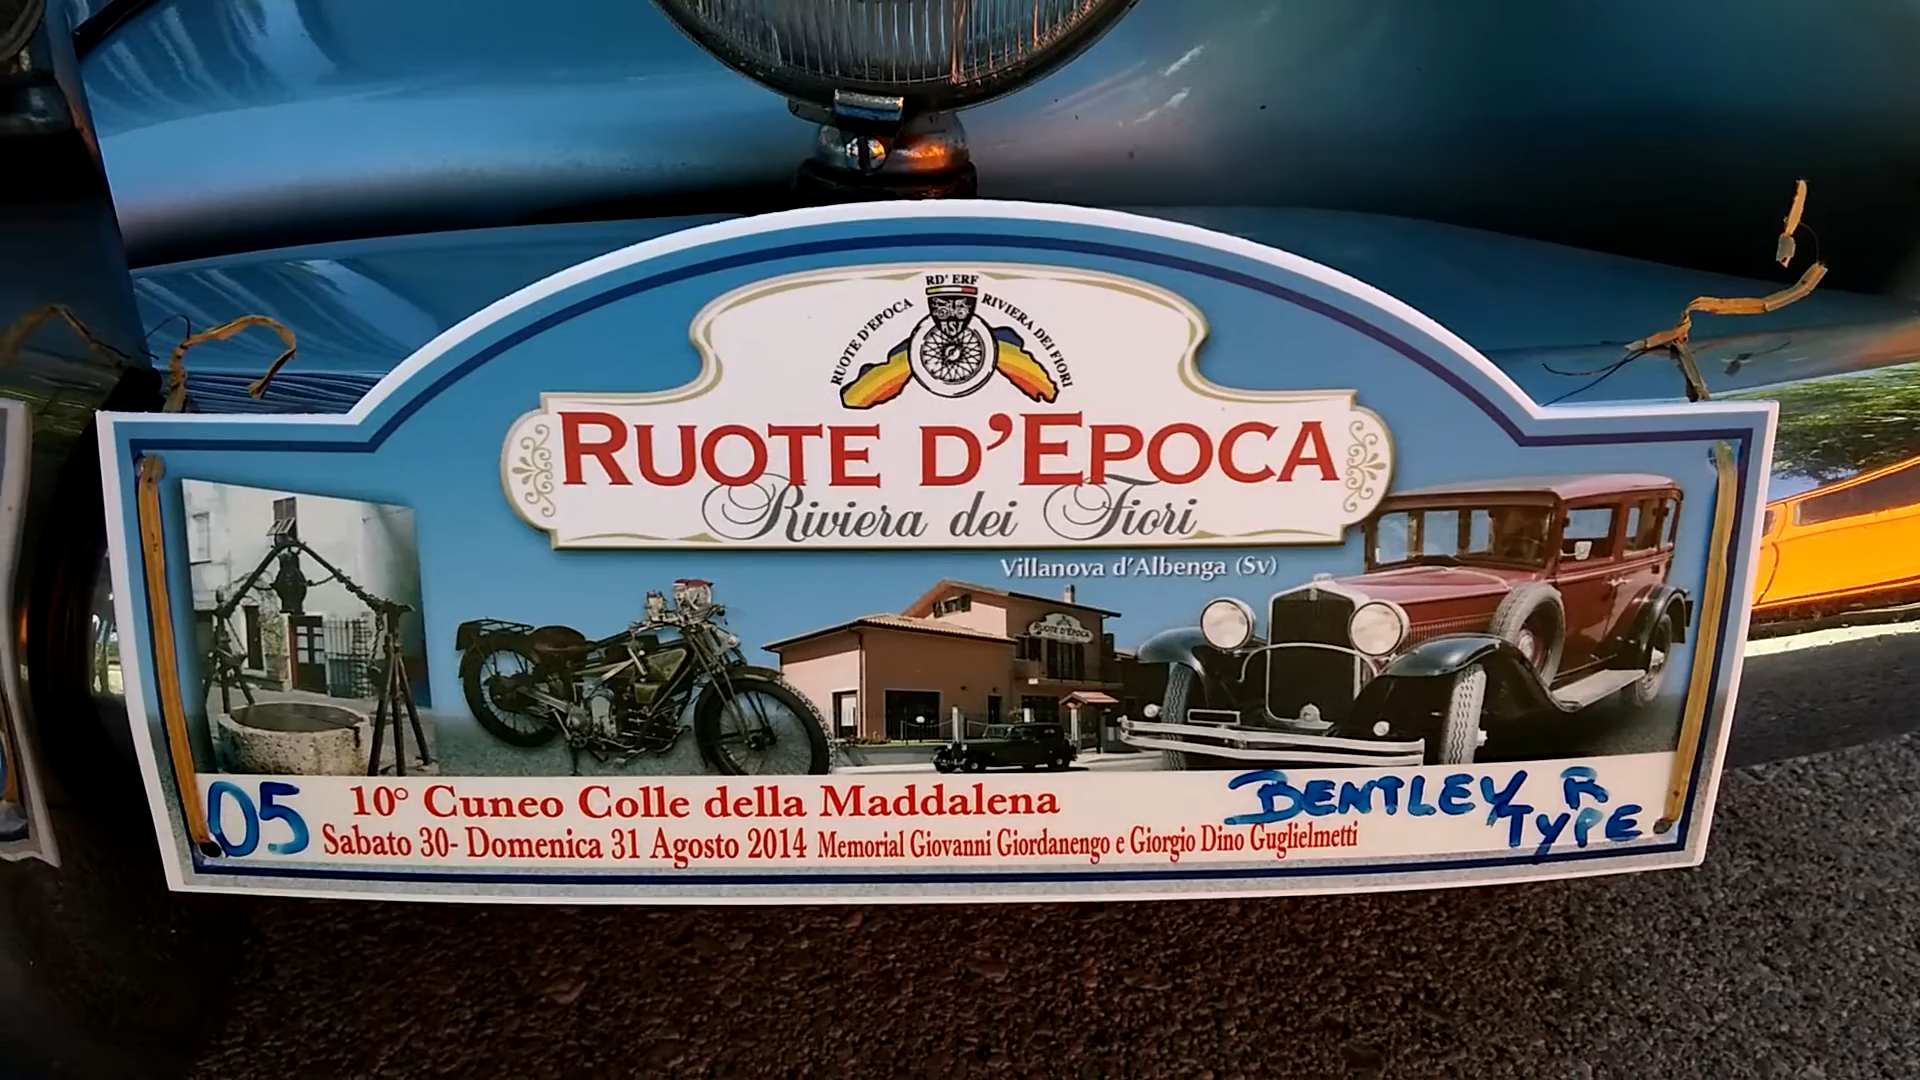 RD' ERF
RUOTE D'EPOCA RIVIERA DEI FIORI
ASI
RUOTE D'EPOCA
Riviera dei Fiori
Villanova d'Albenga (Sv)
RUOTE D'EPOCA
05 10° Cuneo Colle della Maddalena BENTLEY R TYPE
Sabato 30- Domenica 31 Agosto 2014 Memorial Giovanni Giordanengo e Giorgio Dino Guglielmetti